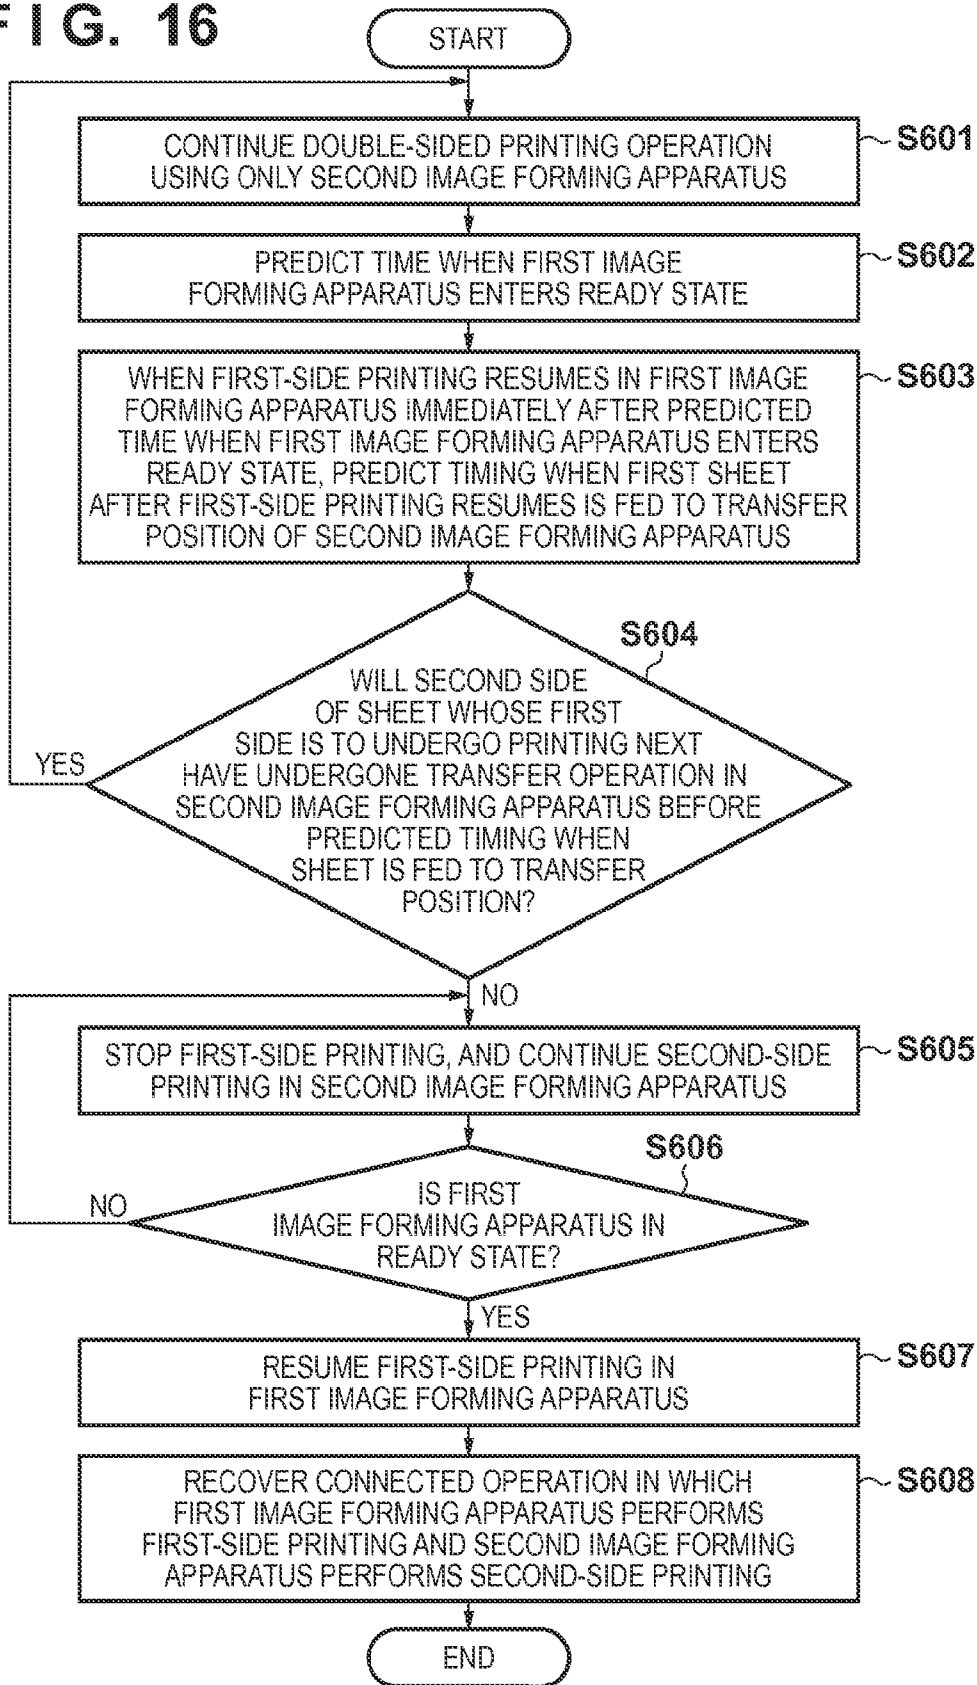 FIG. 16
START
CONTINUE DOUBLE-SIDED PRINTING OPERATION
USING ONLY SECOND IMAGE FORMING APPARATUS
S601
PREDICT TIME WHEN FIRST IMAGE
FORMING APPARATUS ENTERS READY STATE
S602
WHEN FIRST-SIDE PRINTING RESUMES IN FIRST IMAGE
FORMING APPARATUS IMMEDIATELY AFTER PREDICTED
TIME WHEN FIRST IMAGE FORMING APPARATUS ENTERS
READY STATE, PREDICT TIMING WHEN FIRST SHEET
AFTER FIRST-SIDE PRINTING RESUMES IS FED TO TRANSFER
POSITION OF SECOND IMAGE FORMING APPARATUS
S603
S604
WILL SECOND SIDE
OF SHEET WHOSE FIRST
SIDE IS TO UNDERGO PRINTING NEXT
HAVE UNDERGONE TRANSFER OPERATION IN
SECOND IMAGE FORMING APPARATUS BEFORE
PREDICTED TIMING WHEN
SHEET IS FED TO TRANSFER
POSITION?
YES
NO
STOP FIRST-SIDE PRINTING, AND CONTINUE SECOND-SIDE
PRINTING IN SECOND IMAGE FORMING APPARATUS
S605
S606
IS FIRST
IMAGE FORMING APPARATUS IN
READY STATE?
NO
YES
RESUME FIRST-SIDE PRINTING IN
FIRST IMAGE FORMING APPARATUS
S607
RECOVER CONNECTED OPERATION IN WHICH
FIRST IMAGE FORMING APPARATUS PERFORMS
FIRST-SIDE PRINTING AND SECOND IMAGE FORMING
APPARATUS PERFORMS SECOND-SIDE PRINTING
S608
END